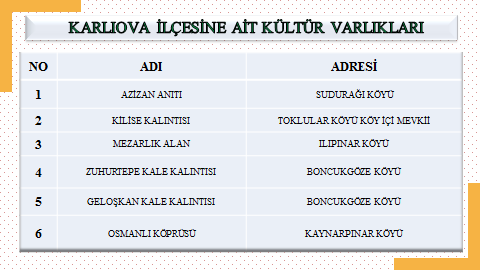 KARLIOVA İLÇESİNE AİT KÜLTÜR VARLIKLARI
NO ADI ADRESİ
1 AZİZAN ANITI SUDURAĞI KÖYÜ
2 KİLİSE KALINTISI TOKLULAR KÖYÜ KÖY İÇİ MEVKİİ
3 MEZARLIK ALAN ILIPINAR KÖYÜ
4 ZUHURTEPE KALE KALINTISI BONCUKGÖZE KÖYÜ
5 GELOŞKAN KALE KALINTISI BONCUKGÖZE KÖYÜ
6 OSMANLI KÖPRÜSÜ KAYNARPINAR KÖYÜ